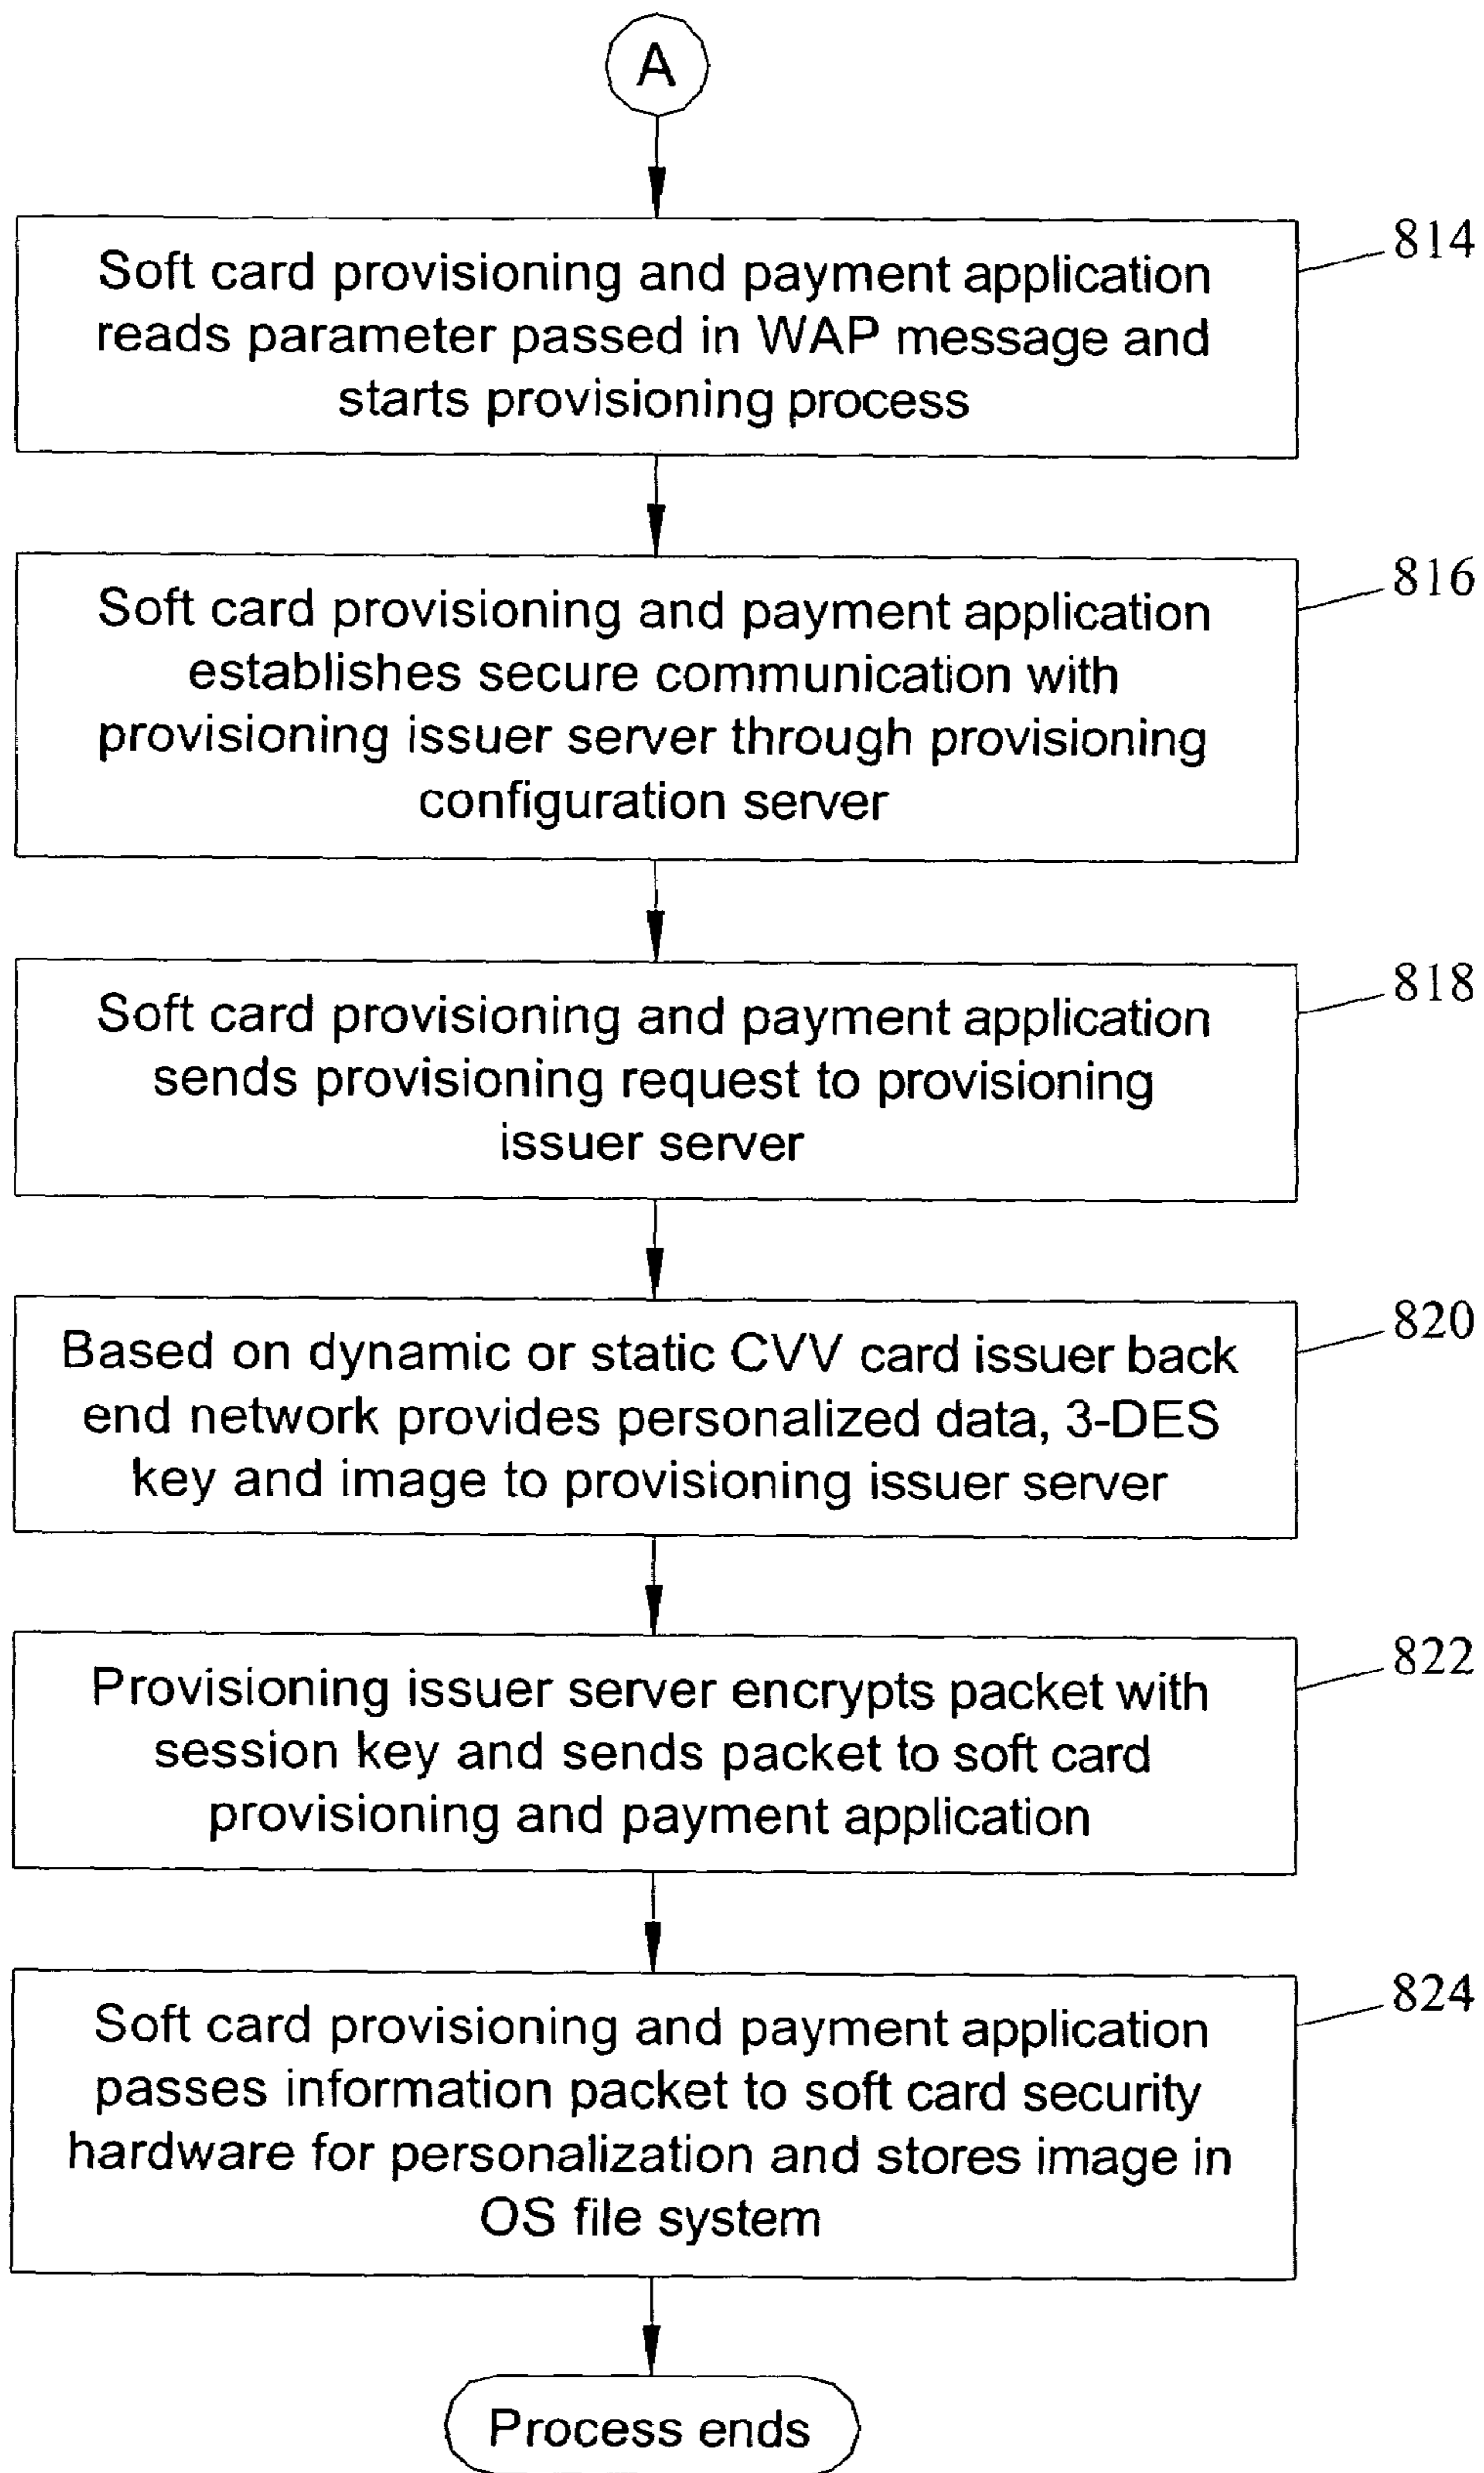 A
814
Soft card provisioning and payment application
reads parameter passed in WAP message and
starts provisioning process
816
Soft card provisioning and payment application
establishes secure communication with
provisioning issuer server through provisioning
configuration server
818
Soft card provisioning and payment application
sends provisioning request to provisioning
issuer server
820
Based on dynamic or static CVV card issuer back
end network provides personalized data, 3-DES
key and image to provisioning issuer server
822
Provisioning issuer server encrypts packet with
session key and sends packet to soft card
provisioning and payment application
824
Soft card provisioning and payment application
passes information packet to soft card security
hardware for personalization and stores image in
OS file system
Process ends